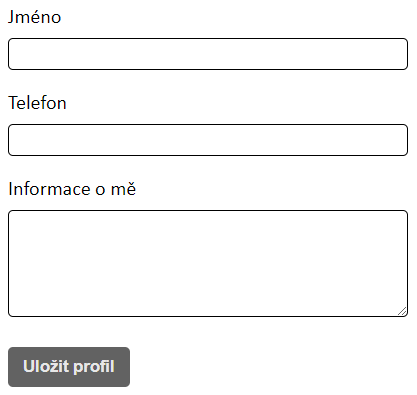 Jméno
Telefon
Informace o mě
Uložit profil